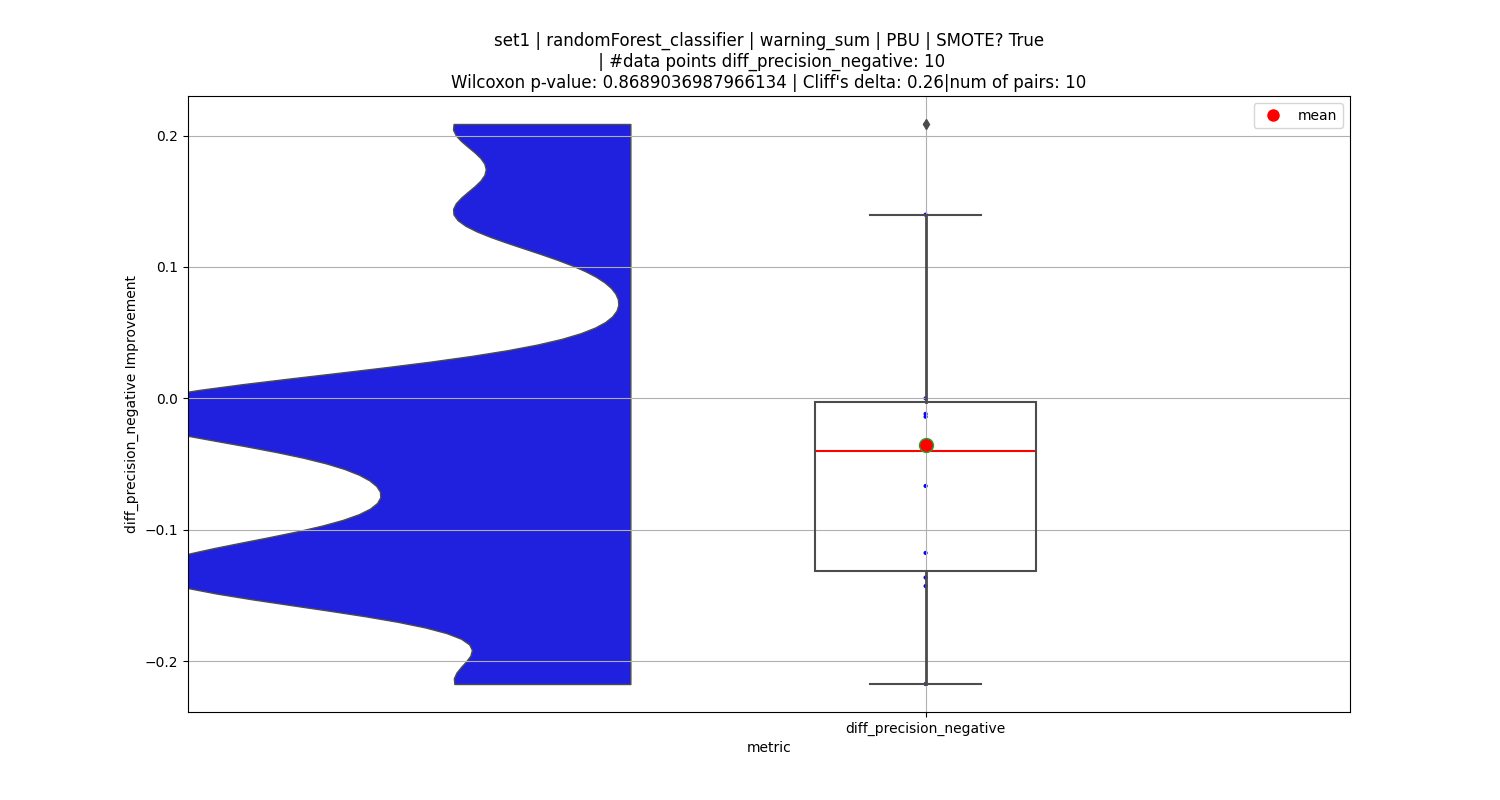 set1 | randomForest_classifier | warning_sum | PBU | SMOTE? True
| #data points diff_precision_negative: 10
Wilcoxon p-value: 0.8689036987966134 | Cliff's delta: 0.26|num of pairs: 10
mean
0.2
0.1
0.0
−0.1
−0.2
diff_precision_negative Improvement
diff_precision_negative
metric